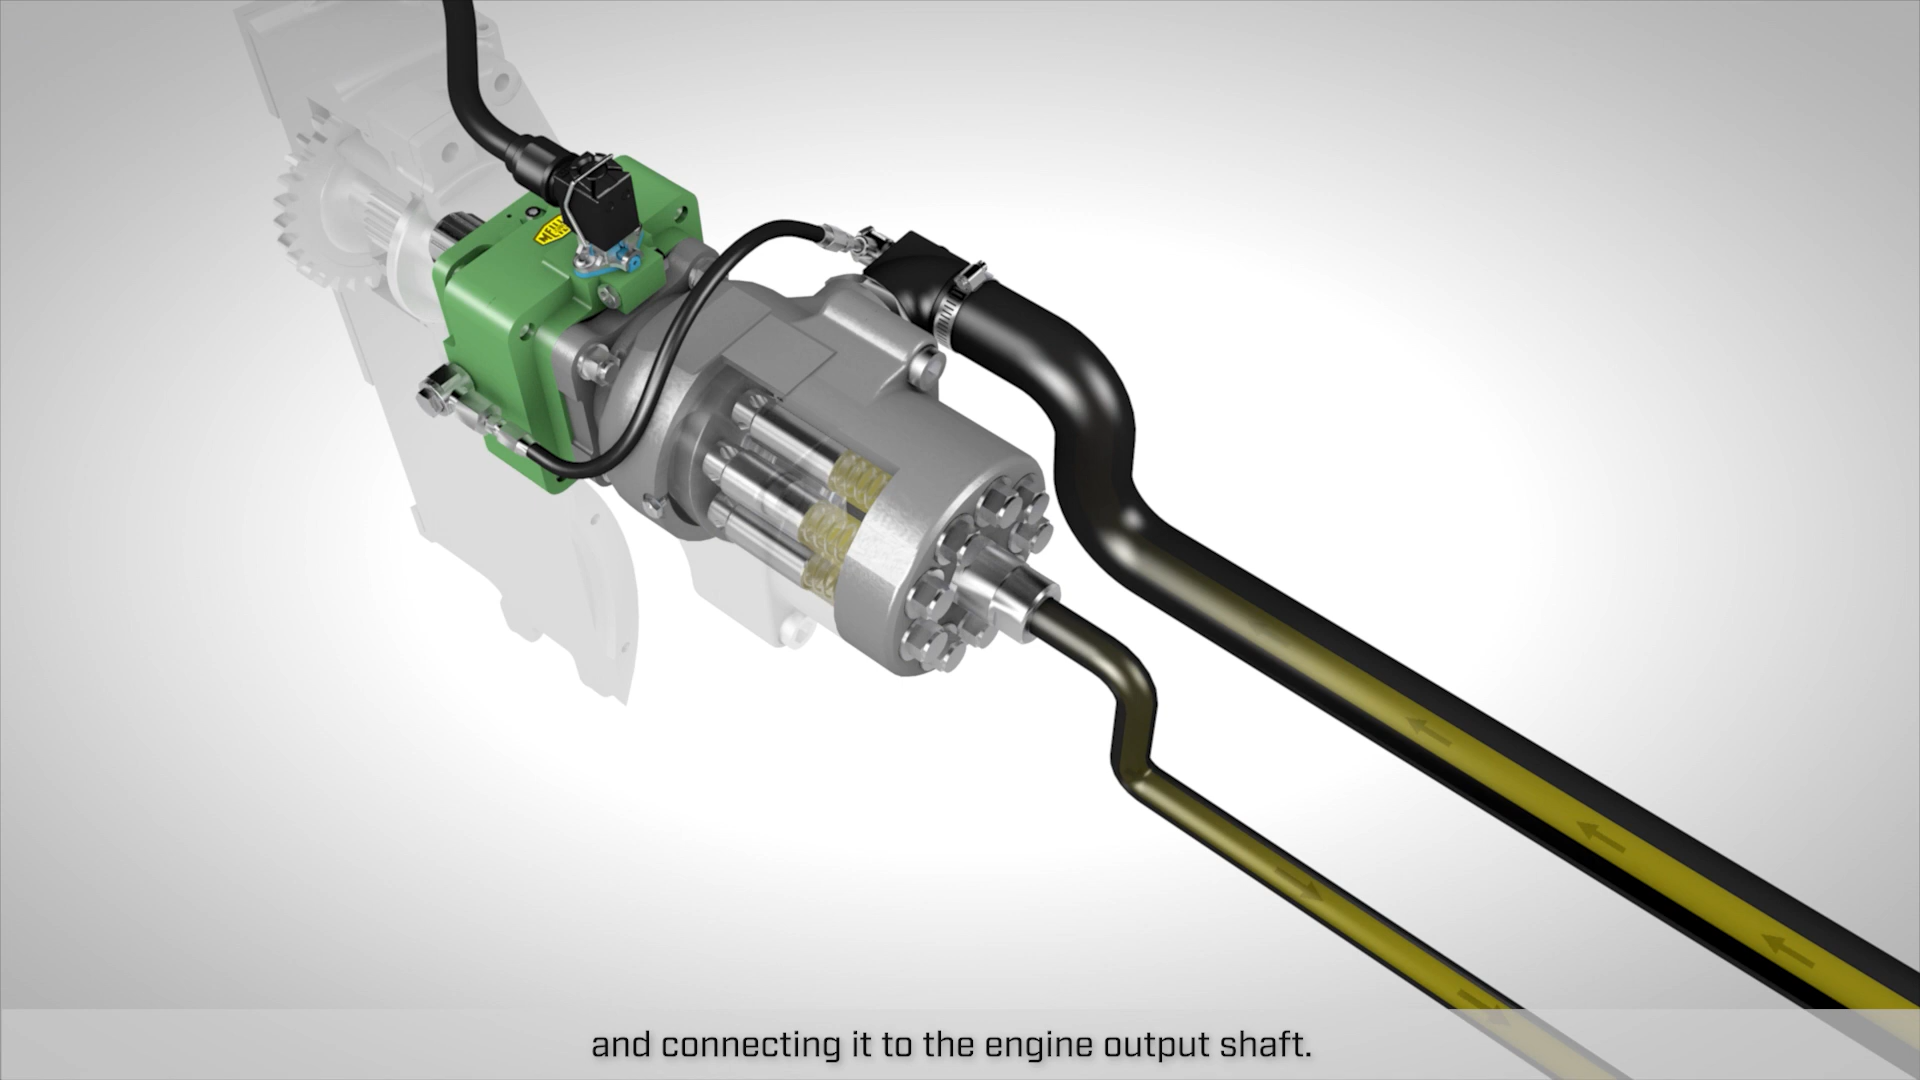 and connecting it to the engine output shaft.